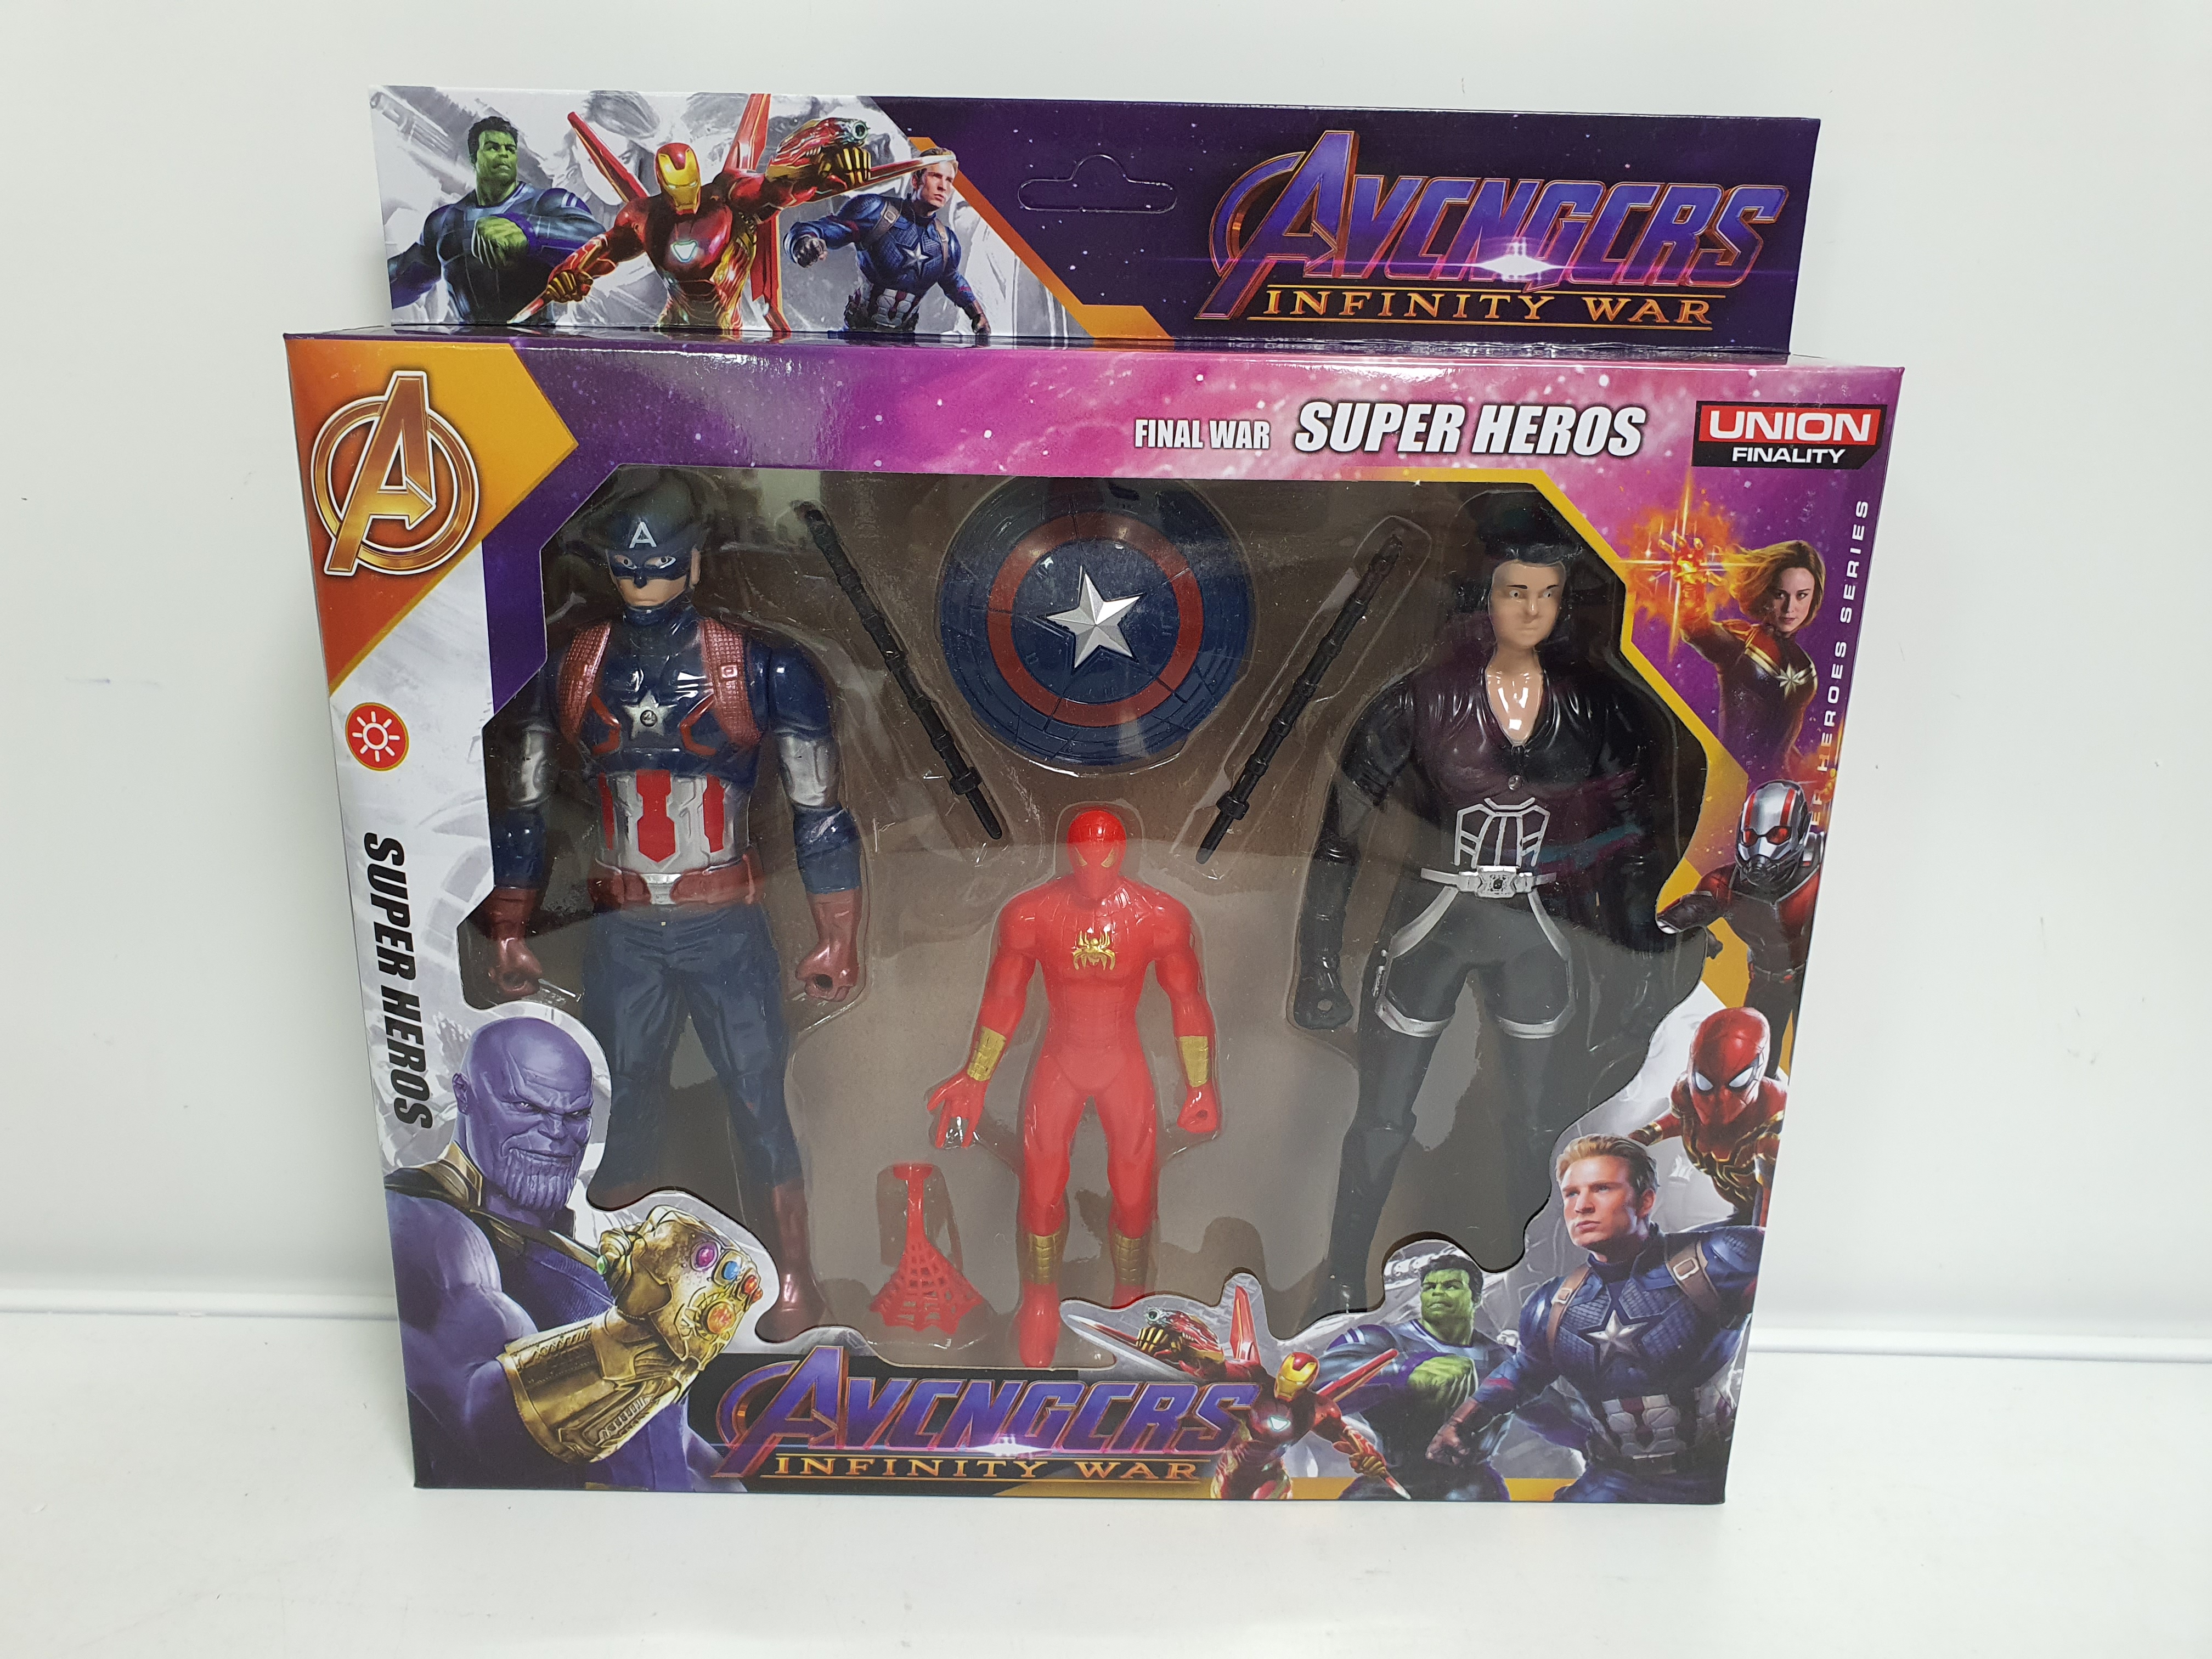 AVENGERS
INFINITY WAR
FINAL WAR SUPER HEROS
UNION
FINALITY
A
A
HEROES SERIES
SUPER HEROS
AVENGERS
INFINITY WAR